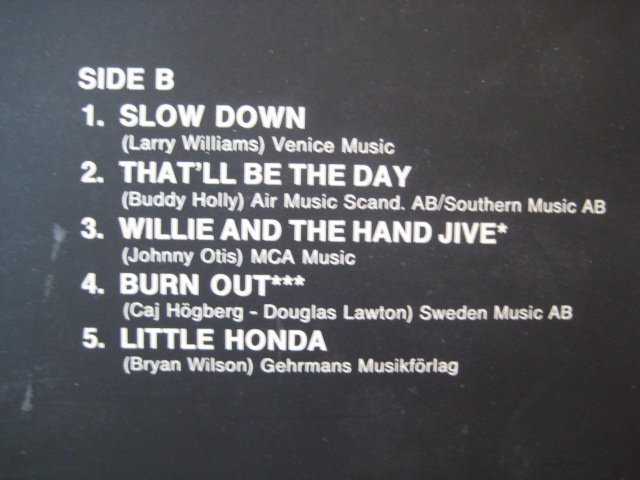 SIDE B
1. SLOW DOWN
(Larry Williams) Venice Music
2. THAT'LL BE THE DAY
(Buddy Holly) Air Music Scand. AB/Southern Music AB
3. WILLIE AND THE HAND JIVE*
(Johnny Otis) MCA Music
4. BURN OUT***
(Caj Högberg - Douglas Lawton) Sweden Music AB
5. LITTLE HONDA
(Bryan Wilson) Gehrmans Musikförlag